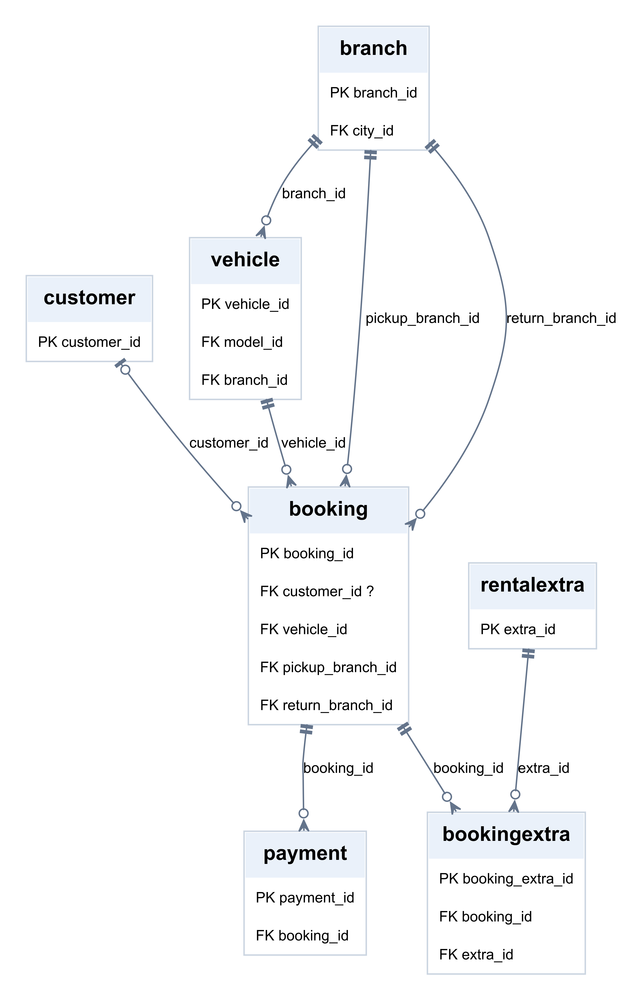 branch
PK branch_id
FK city_id
branch_id
vehicle
PK vehicle_id
FK model_id
FK branch_id
customer
PK customer_id
pickup_branch_id
return_branch_id
customer_id
vehicle_id
booking
PK booking_id
FK customer_id ?
FK vehicle_id
FK pickup_branch_id
FK return_branch_id
rentalextra
PK extra_id
booking_id
booking_id
extra_id
payment
PK payment_id
FK booking_id
bookingextra
PK booking_extra_id
FK booking_id
FK extra_id